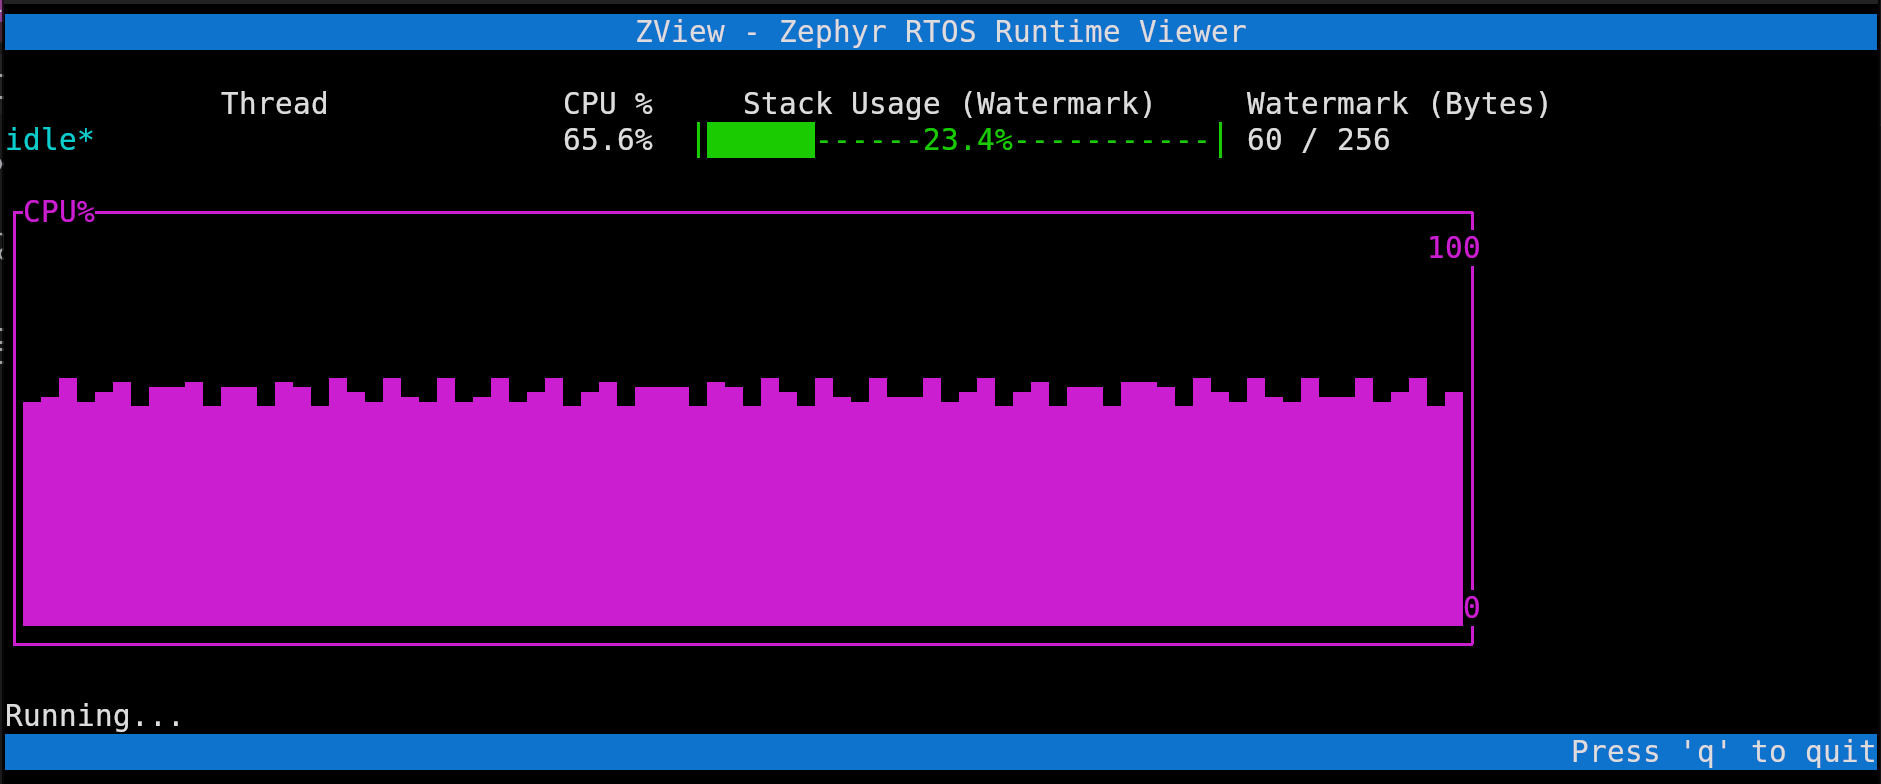 ZView - Zephyr RTOS Runtime Viewer
Thread CPU % Stack Usage (Watermark) Watermark (Bytes)
idle* 65.6% |------23.4%-----------| 60 / 256
CPU%
100
0
Running...
Press 'q' to quit